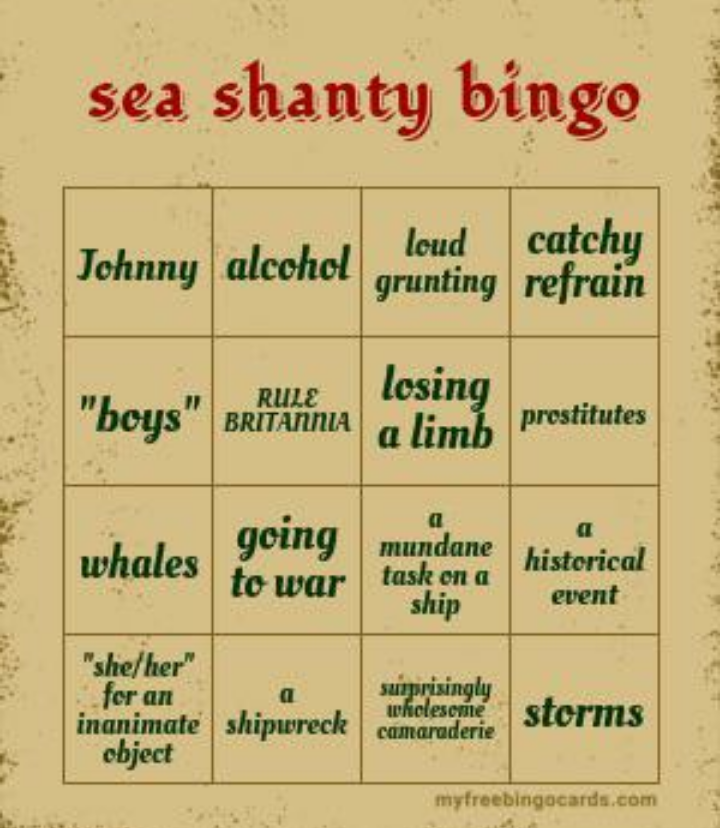 sea shanty bingo
Johnny
alcohol
loud
grunting
catchy
refrain
"boys"
RULE
BRITANNIA
losing
a limb
prostitutes
whales
going
to war
a
mundane
task on a
ship
a
historical
event
"she/her"
for an
inanimate
object
a
shipwreck
surprisingly
wholesome
camaraderie
storms
myfreebingocards.com